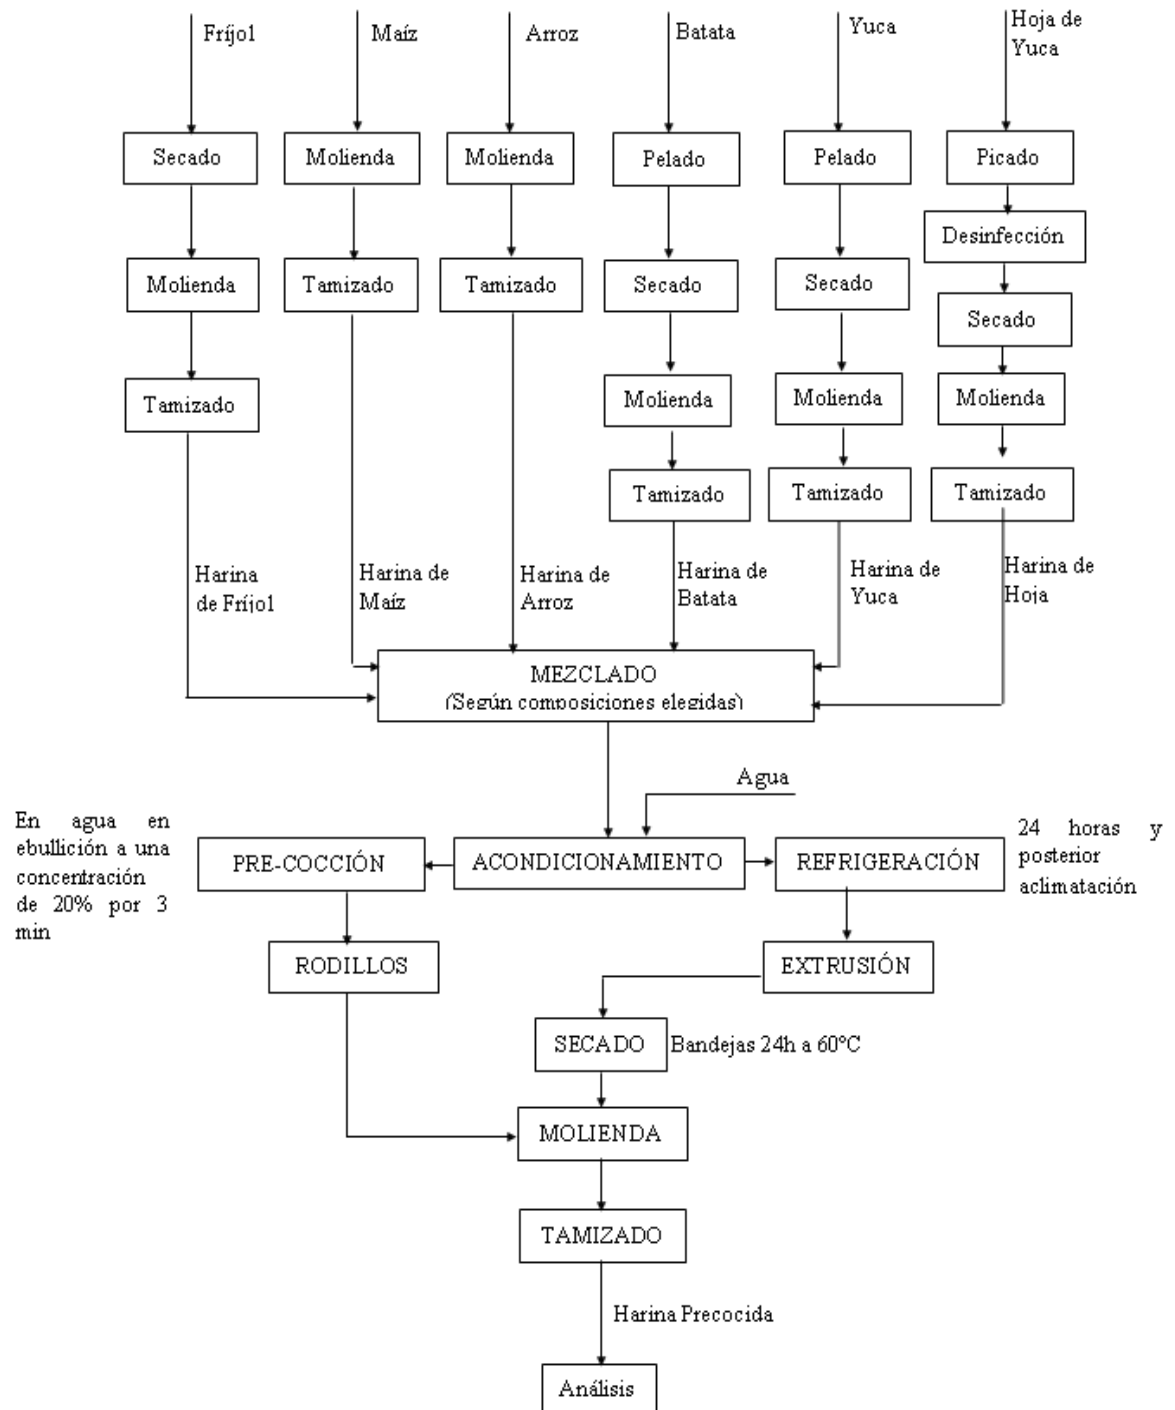 Fríjol
Maíz
Arroz
Batata
Yuca
Hoja de
Yuca
Secado
Molienda
Molienda
Pelado
Pelado
Picado
Desinfección
Molienda
Tamizado
Tamizado
Secado
Secado
Secado
Tamizado
Molienda
Molienda
Molienda
Tamizado
Tamizado
Tamizado
Harina
de Fríjol
Harina de
Maíz
Harina de
Arroz
Harina de
Batata
Harina de
Yuca
Harina de
Hoja
MEZCLADO
(Según composiciones elegidas)
Agua
En agua en
ebullición a una
concentración
de 20% por 3
min
PRE-COCCIÓN
ACONDICIONAMIENTO
REFRIGERACIÓN
24 horas y
posterior
aclimatación
RODILLOS
EXTRUSIÓN
SECADO
Bandejas 24h a 60°C
MOLIENDA
TAMIZADO
Harina Precocida
Análisis